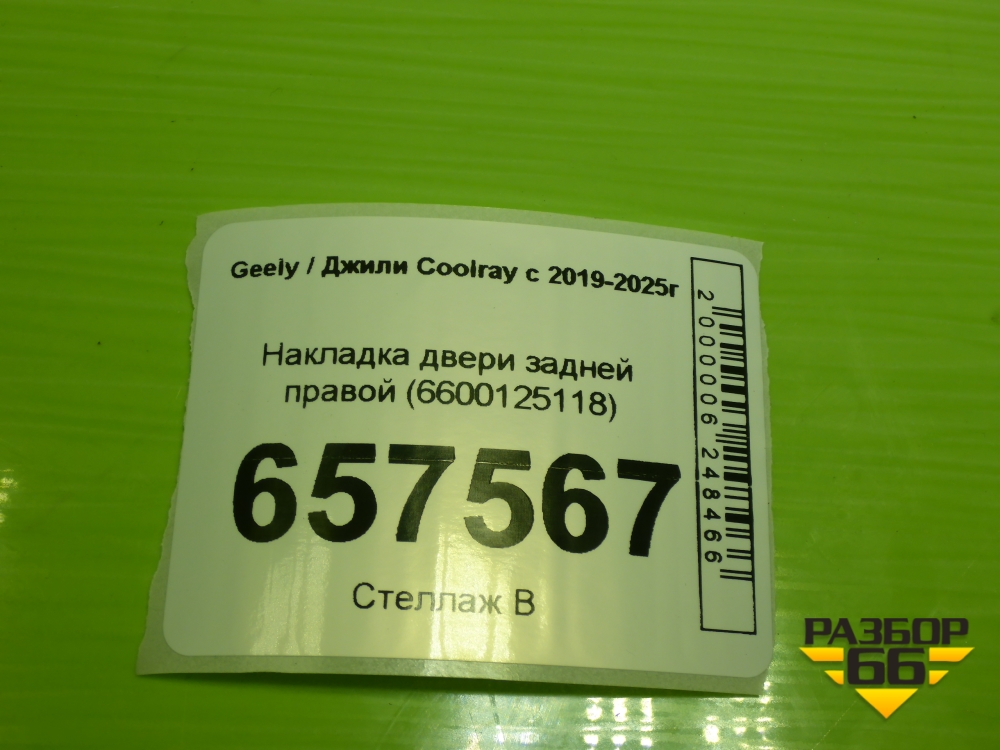 Geely / Джили Coolray с 2019-2025г
Накладка двери задней
правой (6600125118)
657567
Стеллаж В
2 000006 248466
РАЗБОР
66